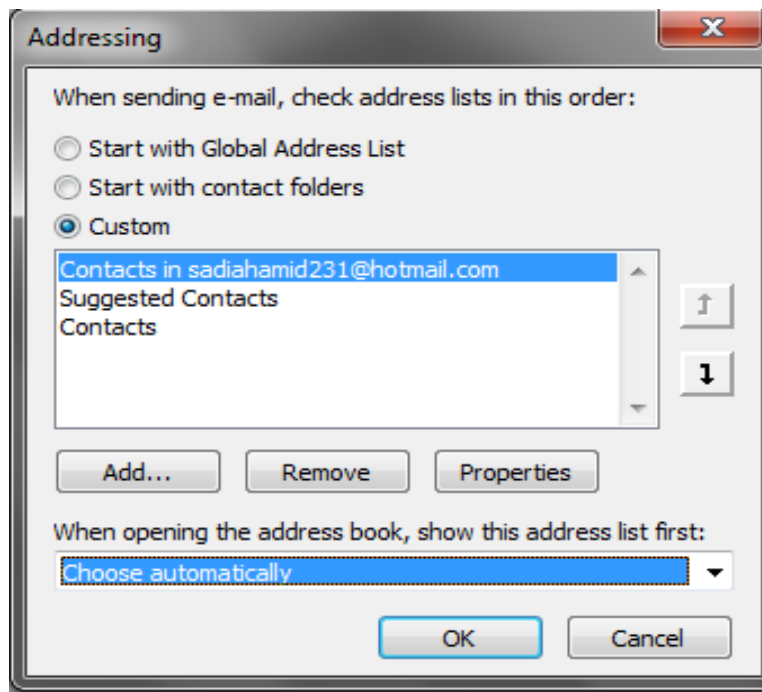 Addressing
When sending e-mail, check address lists in this order:
Start with Global Address List
Start with contact folders
Custom
Contacts in sadiahamid231@hotmail.com
Suggested Contacts
Contacts
Add... Remove Properties
When opening the address book, show this address list first:
Choose automatically
OK Cancel